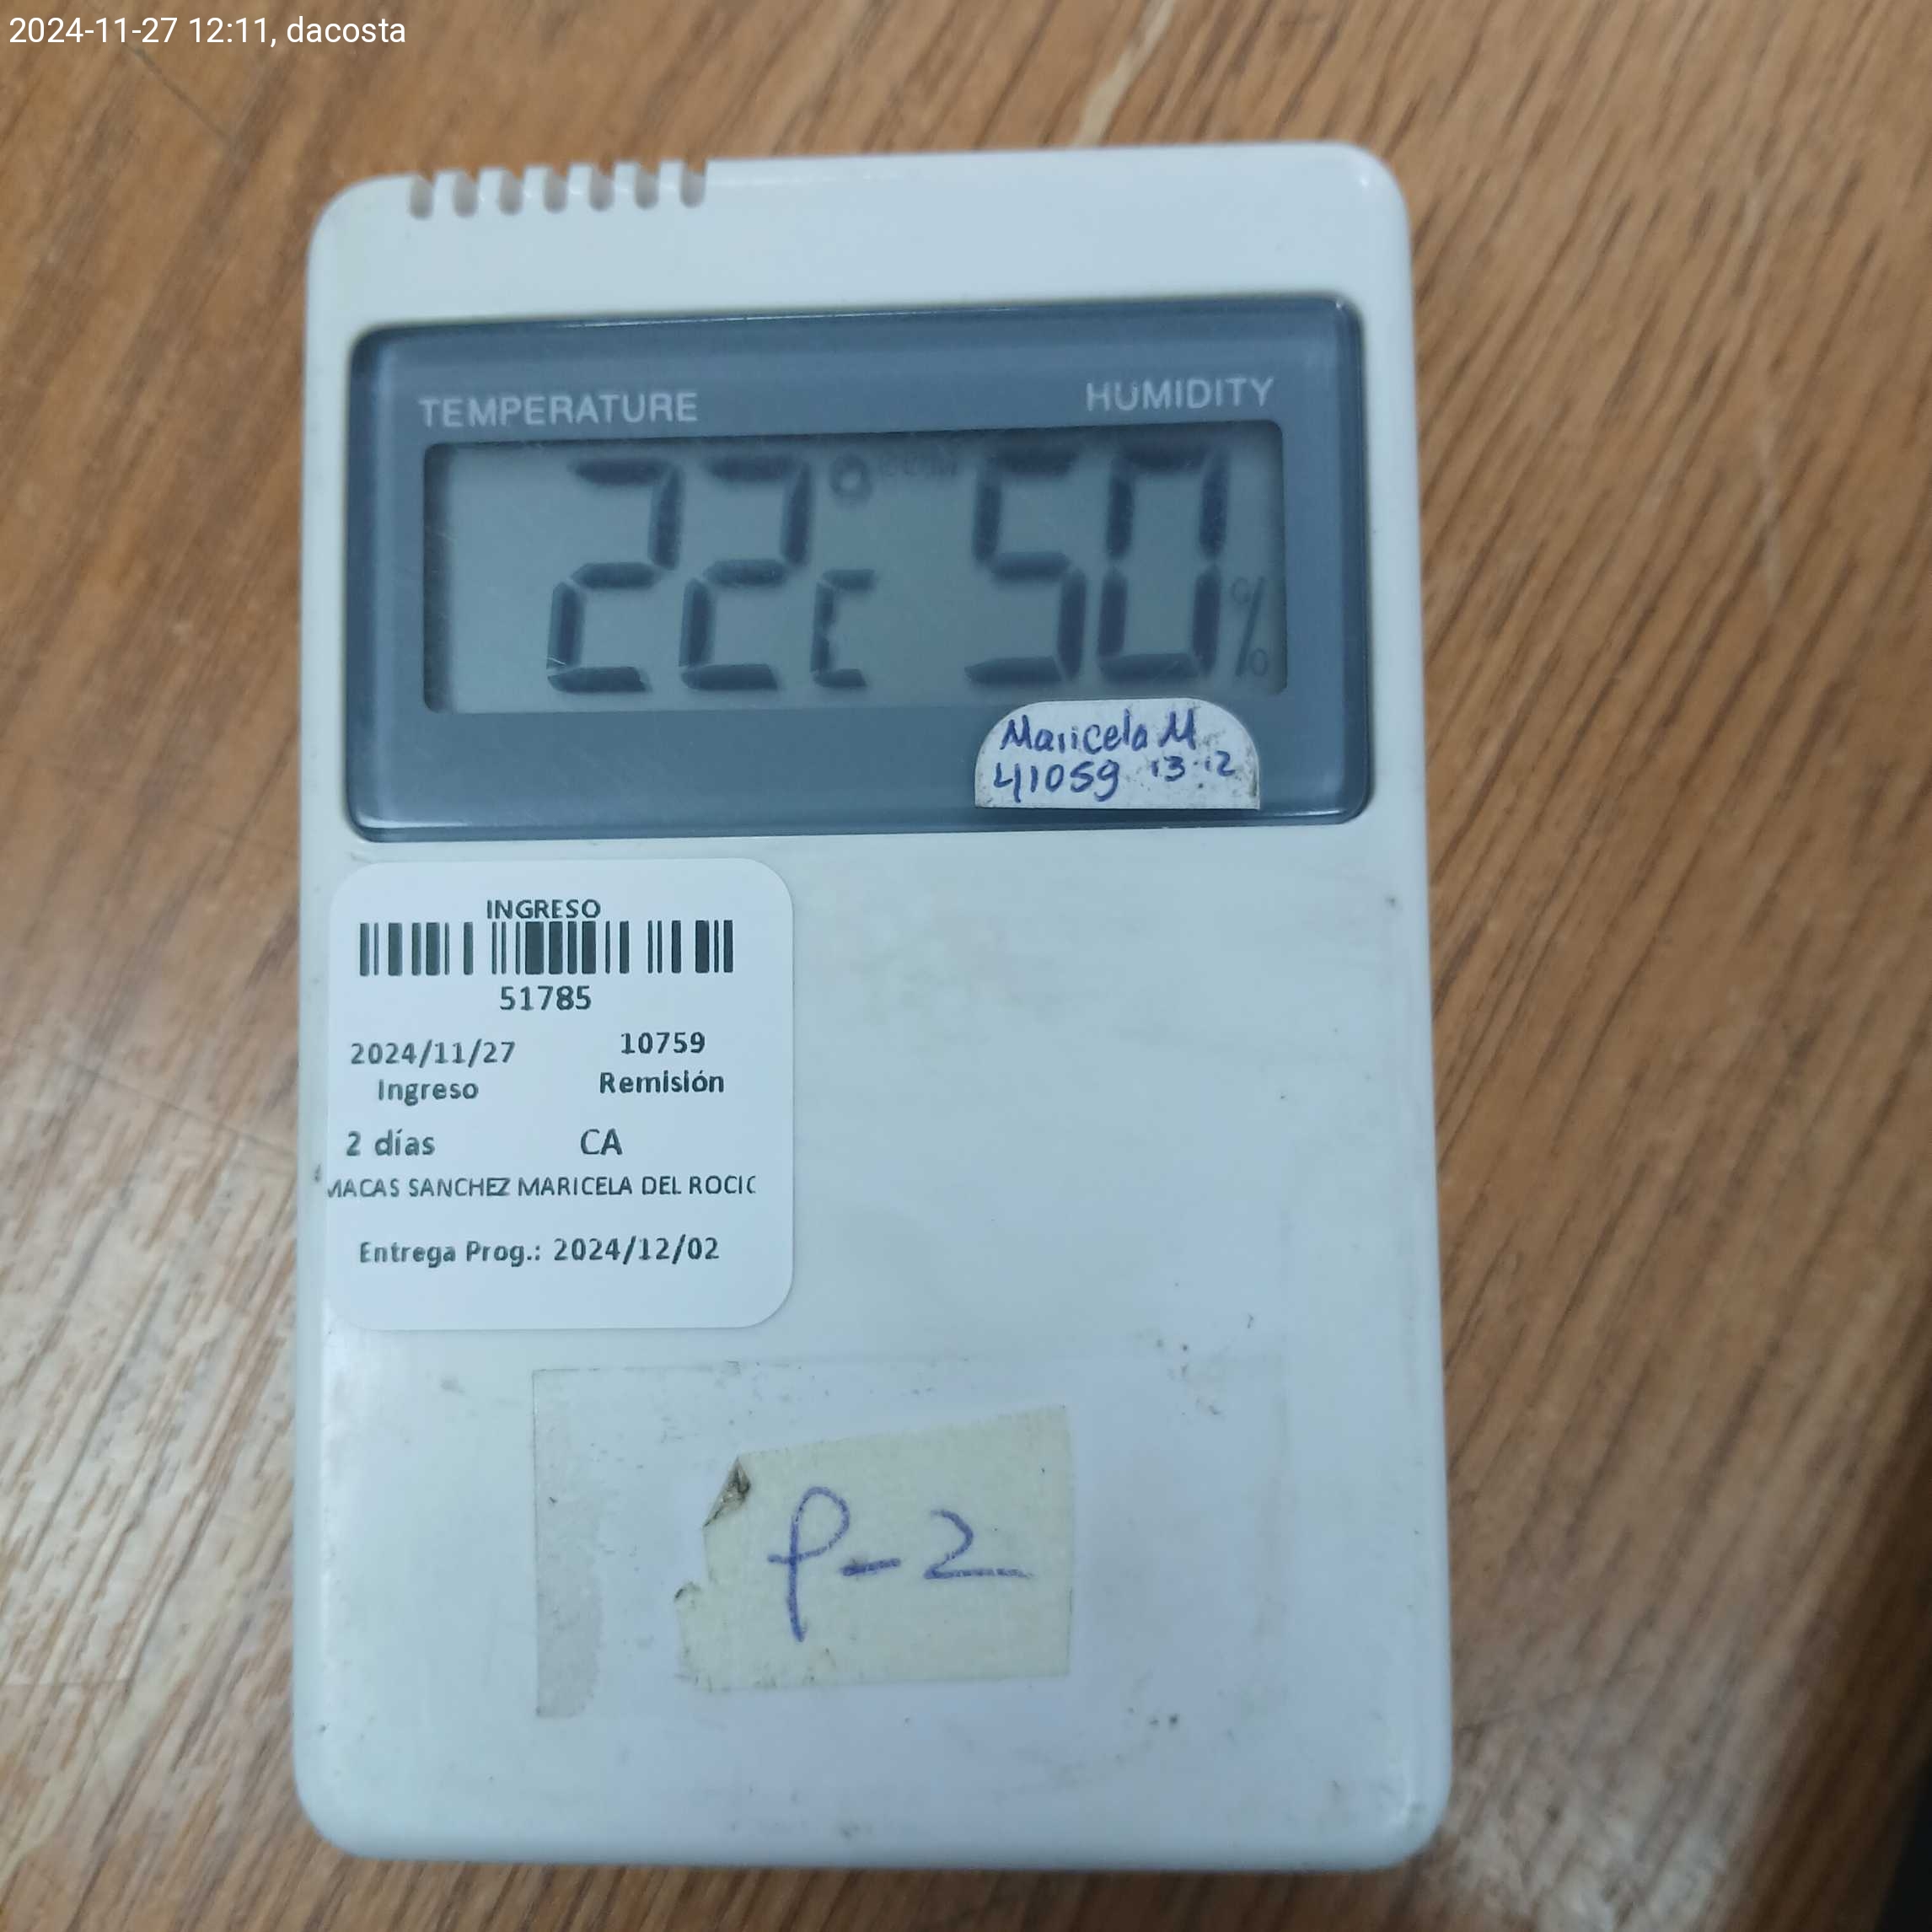 2024-11-27 12:11, dacosta
TEMPERATURE HUMIDITY
22°C 50%
Maricela M
41059 13.12
INGRESO
51785
2024/11/27 10759
Ingreso Remisión
2 días CA
MACAS SANCHEZ MARICELA DEL ROCIO
Entrega Prog.: 2024/12/02
P-2